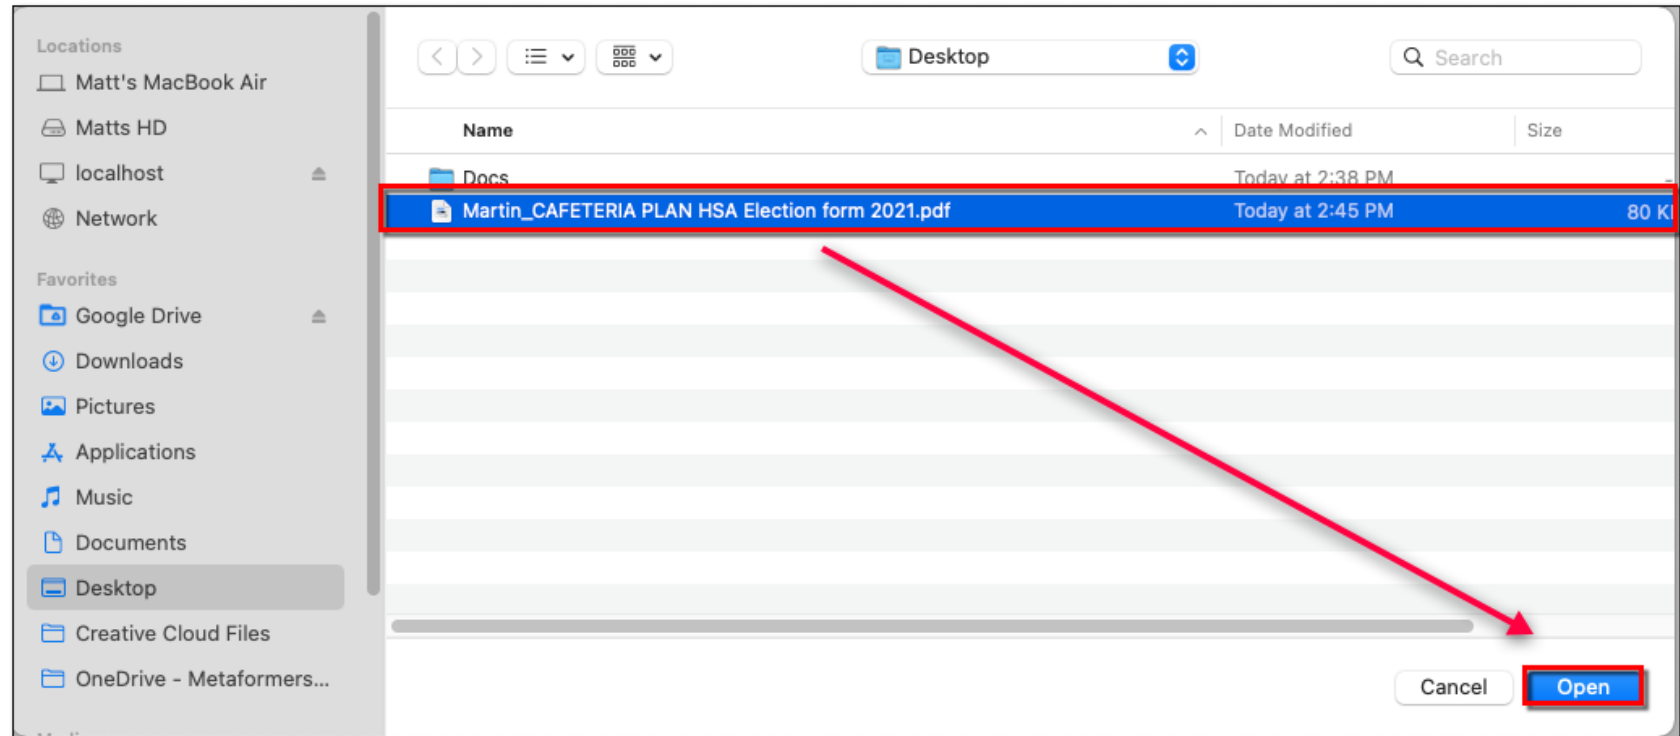 Locations
Matt's MacBook Air
Matts HD
localhost
Network
Favorites
Google Drive
Downloads
Pictures
Applications
Music
Documents
Desktop
Creative Cloud Files
OneDrive - Metaformers...
Desktop
Search
Name Date Modified Size
Docs Today at 2:38 PM -
Martin_CAFETERIA PLAN HSA Election form 2021.pdf Today at 2:45 PM 80
Cancel Open